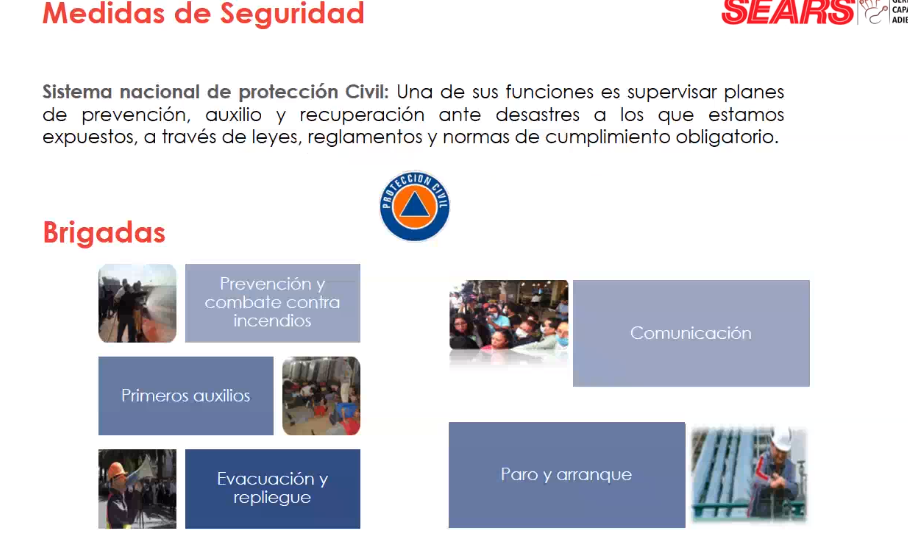 Medidas de Seguridad
SEARS
CAPA
ADIE
Sistema nacional de protección Civil: Una de sus funciones es supervisar planes
de prevención, auxilio y recuperación ante desastres a los que estamos
expuestos, a través de leyes, reglamentos y normas de cumplimiento obligatorio.
PROTECCION CIVIL
Brigadas
Prevención y
combate contra
incendios
Comunicación
Primeros auxilios
Evacuación y
repliegue
Paro y arranque